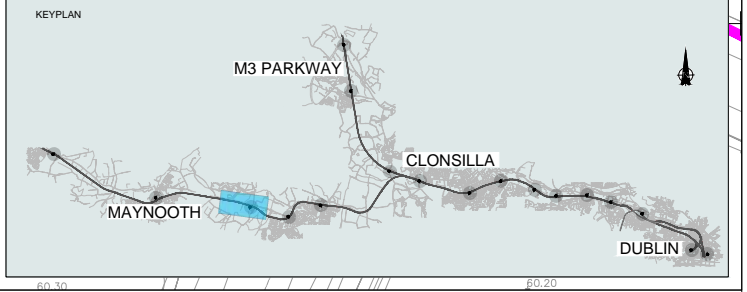 KEYPLAN
M3 PARKWAY
CLONSILLA
MAYNOOTH
DUBLIN
60.30
60.20